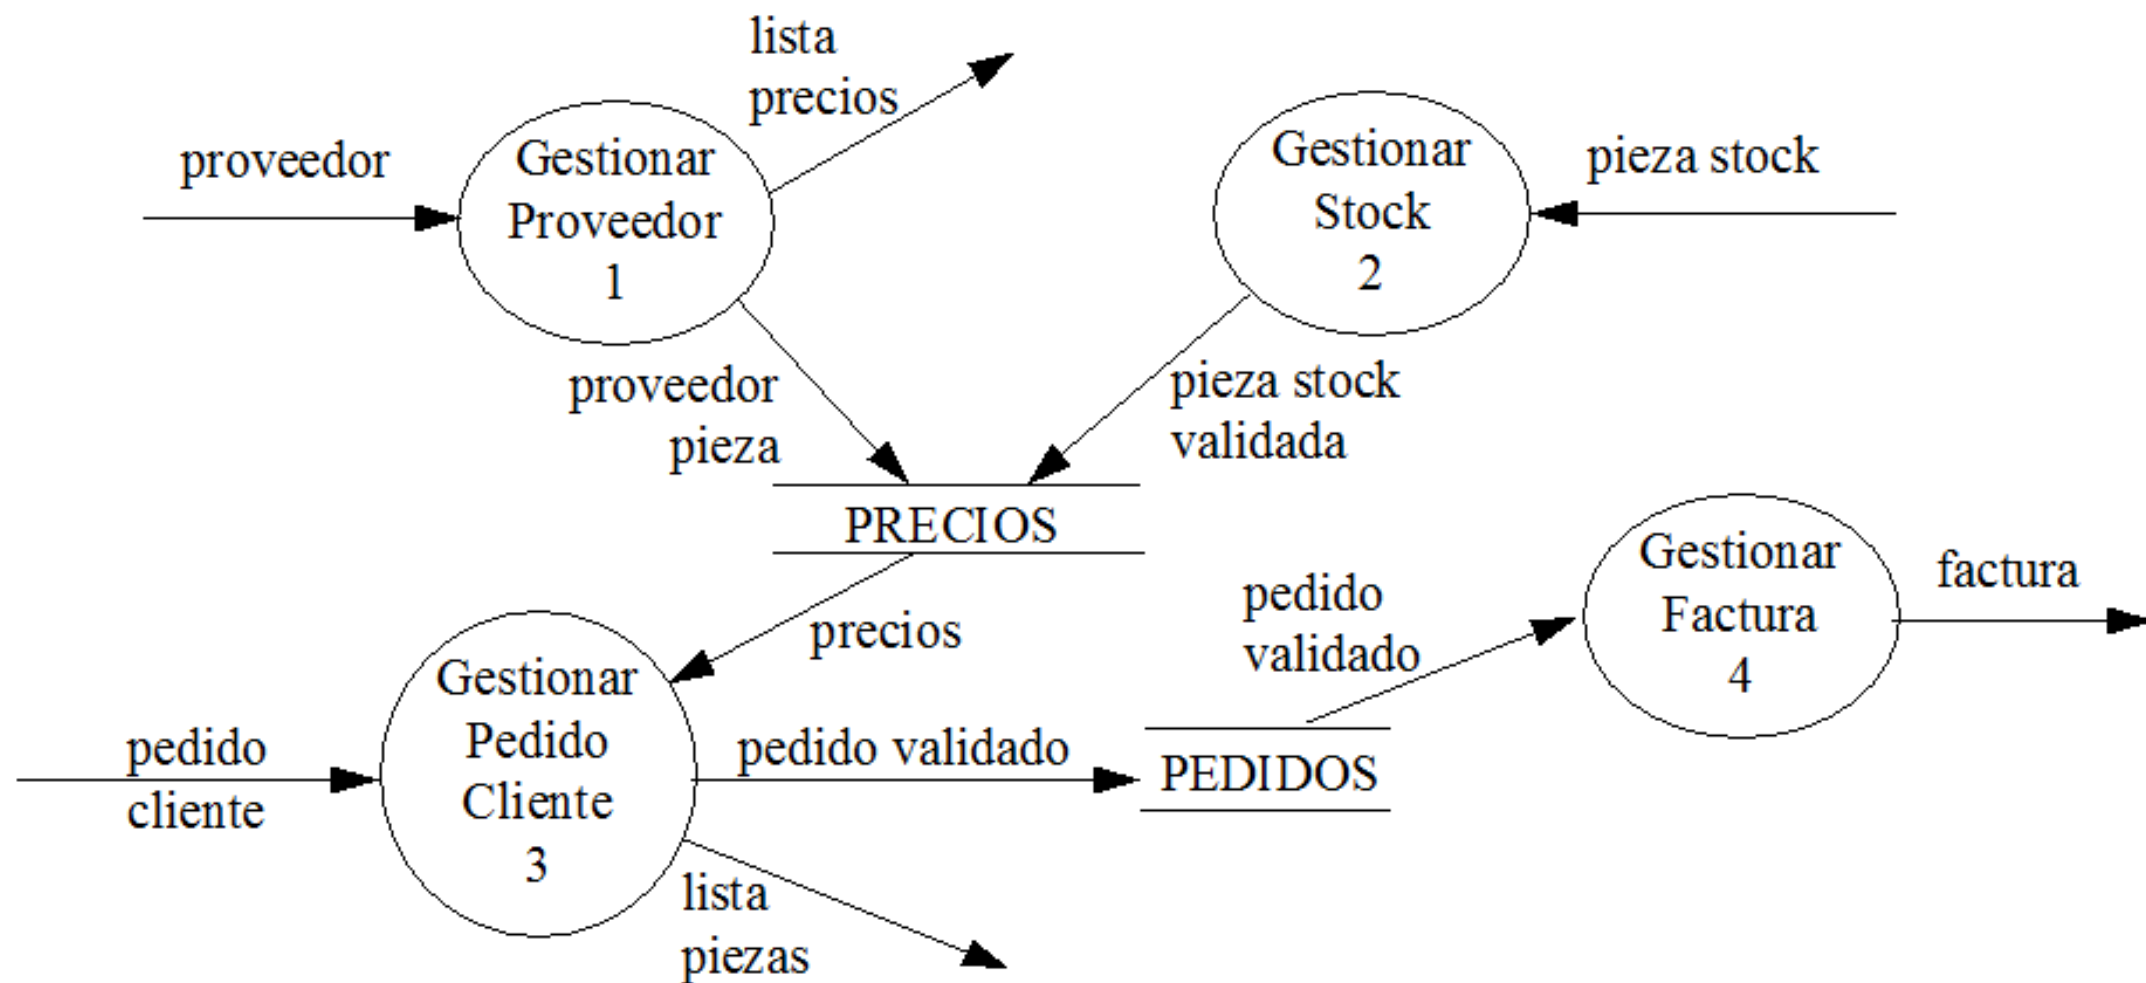 lista
precios
proveedor
Gestionar
Proveedor
1
Gestionar
Stock
2
pieza stock
proveedor
pieza
pieza stock
validada
PRECIOS
precios
pedido
validado
Gestionar
Factura
4
factura
pedido
cliente
Gestionar
Pedido
Cliente
3
pedido validado
PEDIDOS
lista
piezas